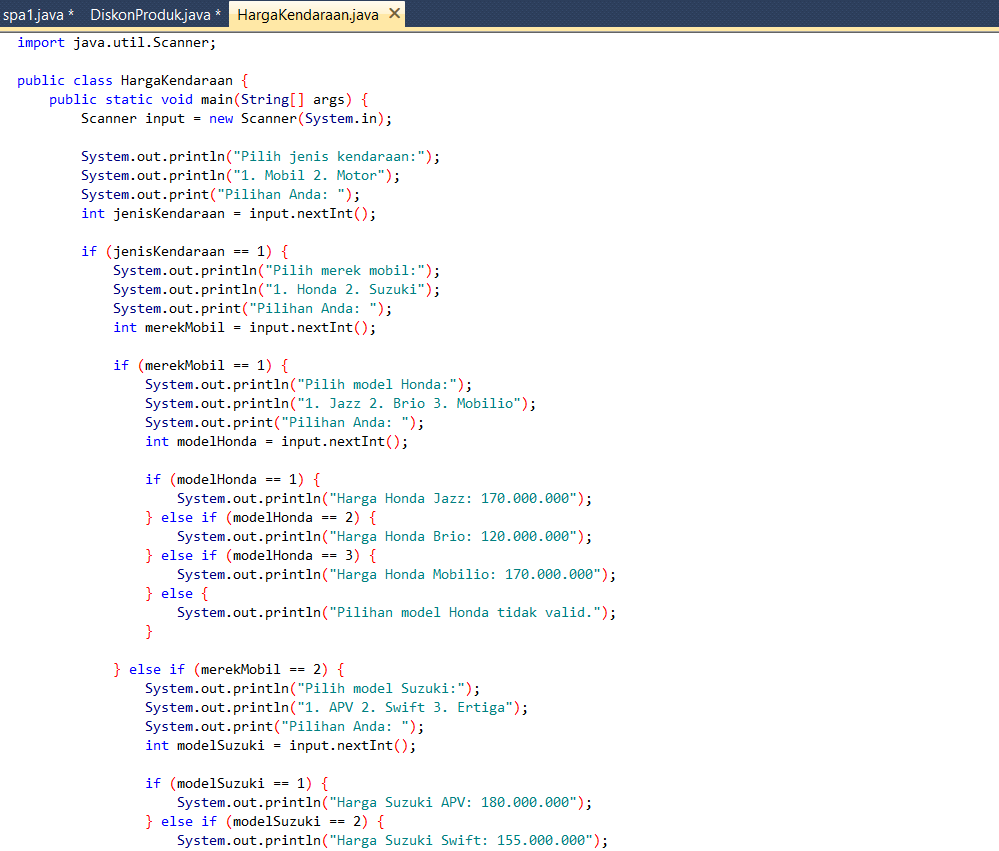 spa1.java * DiskonProduk.java * HargaKendaraan.java ✕
import java.util.Scanner;
public class HargaKendaraan {
public static void main(String[] args) {
Scanner input = new Scanner(System.in);
System.out.println("Pilih jenis kendaraan:");
System.out.println("1. Mobil 2. Motor");
System.out.print("Pilihan Anda: ");
int jenisKendaraan = input.nextInt();
if (jenisKendaraan == 1) {
System.out.println("Pilih merek mobil:");
System.out.println("1. Honda 2. Suzuki");
System.out.print("Pilihan Anda: ");
int merekMobil = input.nextInt();
if (merekMobil == 1) {
System.out.println("Pilih model Honda:");
System.out.println("1. Jazz 2. Brio 3. Mobilio");
System.out.print("Pilihan Anda: ");
int modelHonda = input.nextInt();
if (modelHonda == 1) {
System.out.println("Harga Honda Jazz: 170.000.000");
} else if (modelHonda == 2) {
System.out.println("Harga Honda Brio: 120.000.000");
} else if (modelHonda == 3) {
System.out.println("Harga Honda Mobilio: 170.000.000");
} else {
System.out.println("Pilihan model Honda tidak valid.");
}
} else if (merekMobil == 2) {
System.out.println("Pilih model Suzuki:");
System.out.println("1. APV 2. Swift 3. Ertiga");
System.out.print("Pilihan Anda: ");
int modelSuzuki = input.nextInt();
if (modelSuzuki == 1) {
System.out.println("Harga Suzuki APV: 180.000.000");
} else if (modelSuzuki == 2) {
System.out.println("Harga Suzuki Swift: 155.000.000");